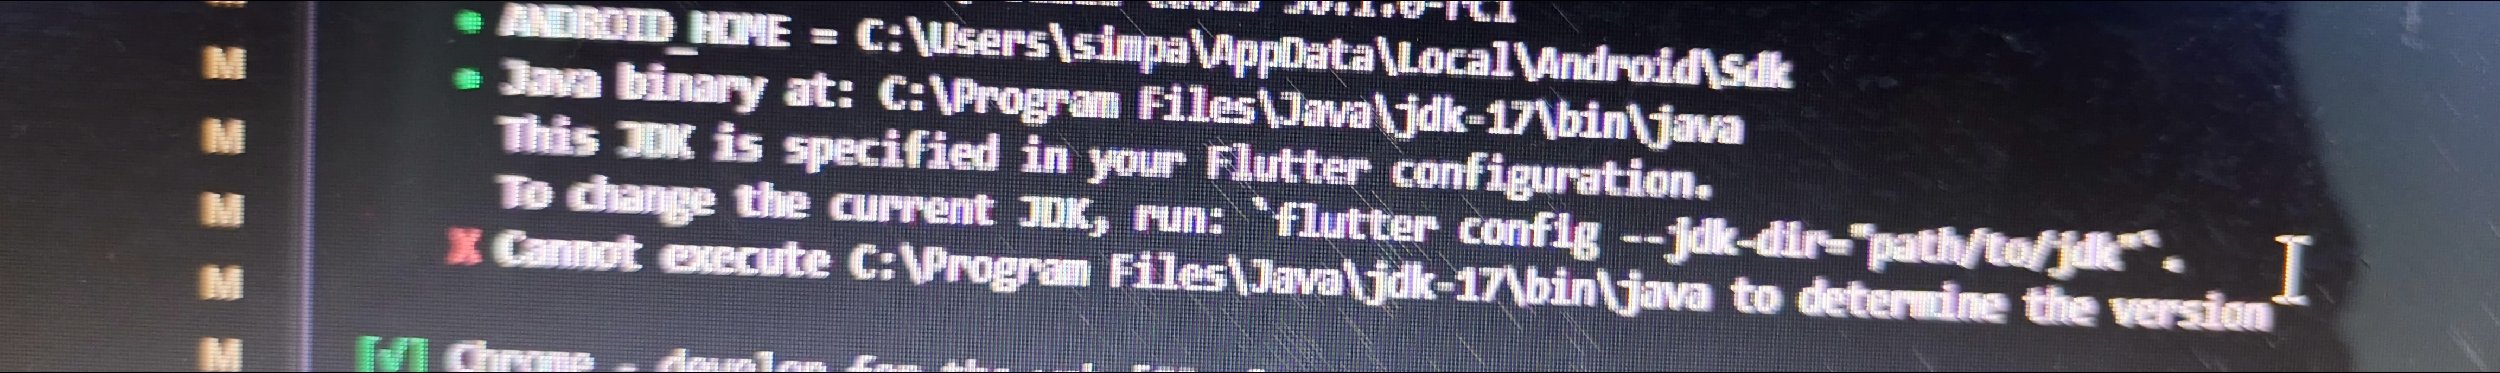 ANDROID_HOME = C:\Users\simpa\AppData\Local\Android\Sdk
M
Java binary at: C:\Program Files\Java\jdk-17\bin\java
M
This JDK is specified in your Flutter configuration.
M
To change the current JDK, run: `flutter config --jdk-dir="path/to/jdk"`.
M
X Cannot execute C:\Program Files\Java\jdk-17\bin\java to determine the version
M
[√] Chrome - develop for the